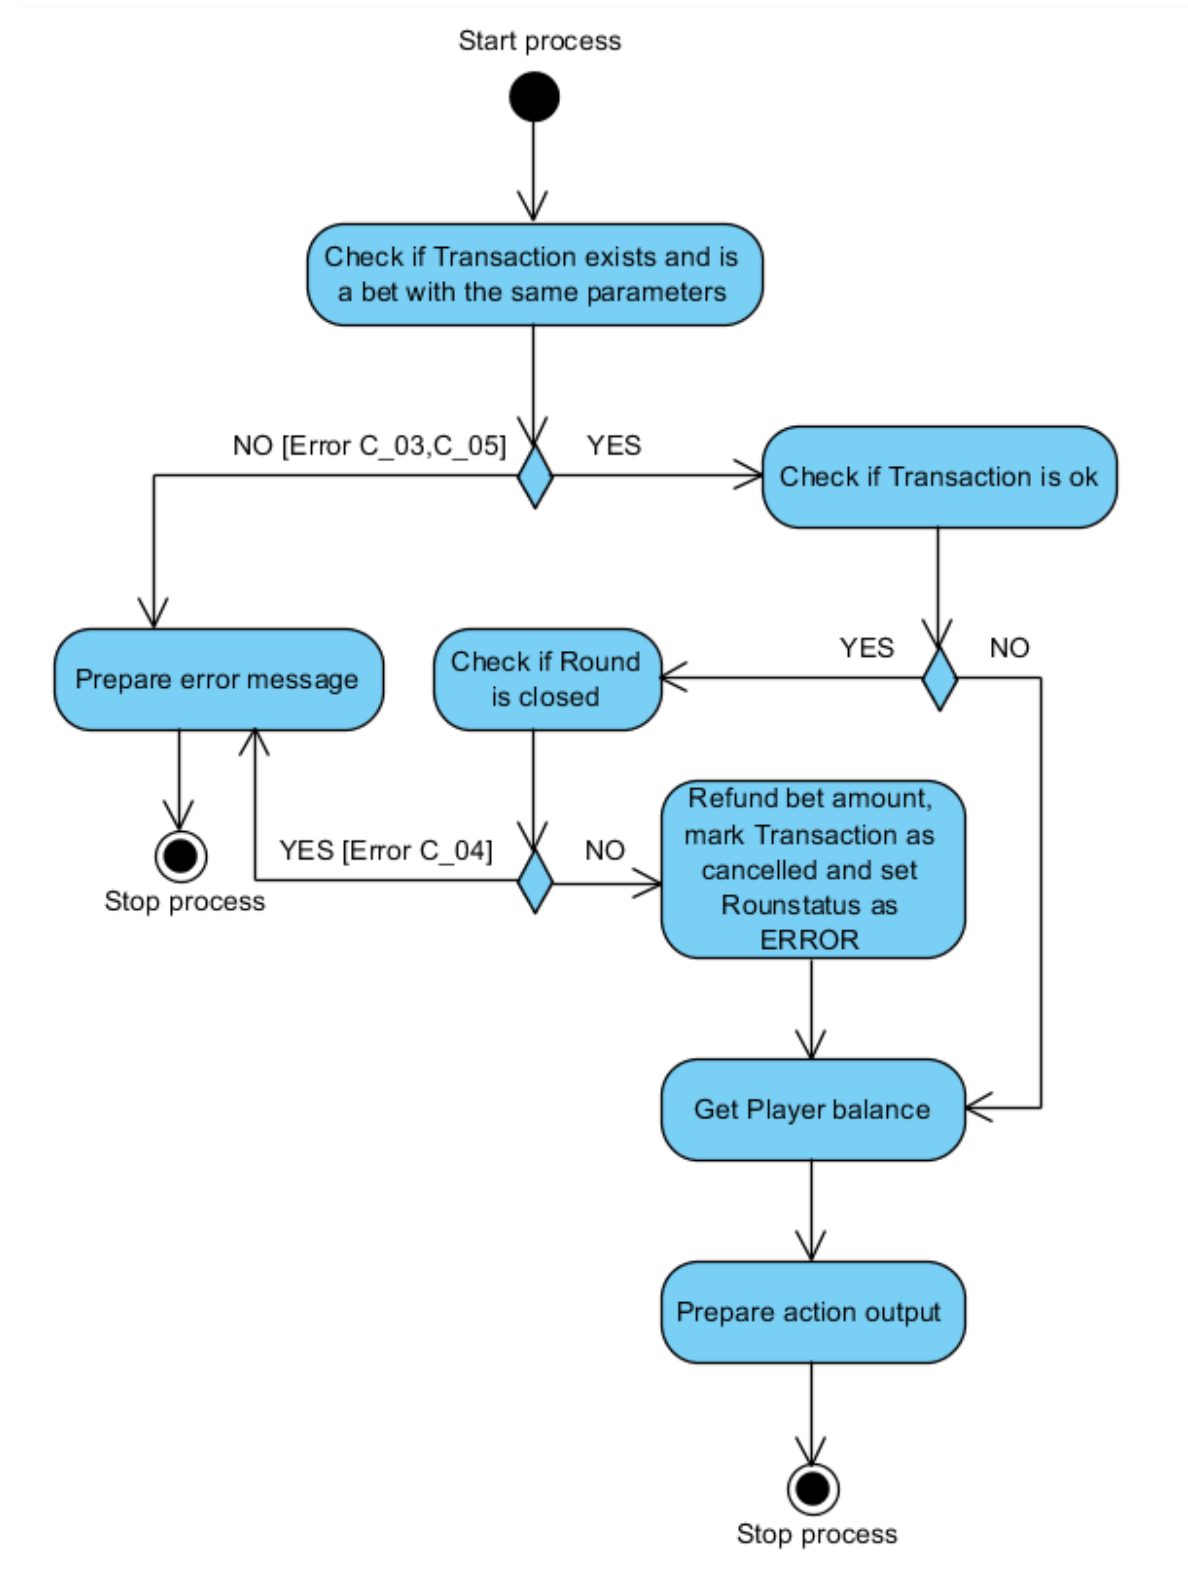 Start process
Check if Transaction exists and is
a bet with the same parameters
NO [Error C_03,C_05]
YES
Check if Transaction is ok
Prepare error message
Check if Round
is closed
YES
NO
Refund bet amount,
mark Transaction as
cancelled and set
Rounstatus as
ERROR
YES [Error C_04]
NO
Stop process
Get Player balance
Prepare action output
Stop process